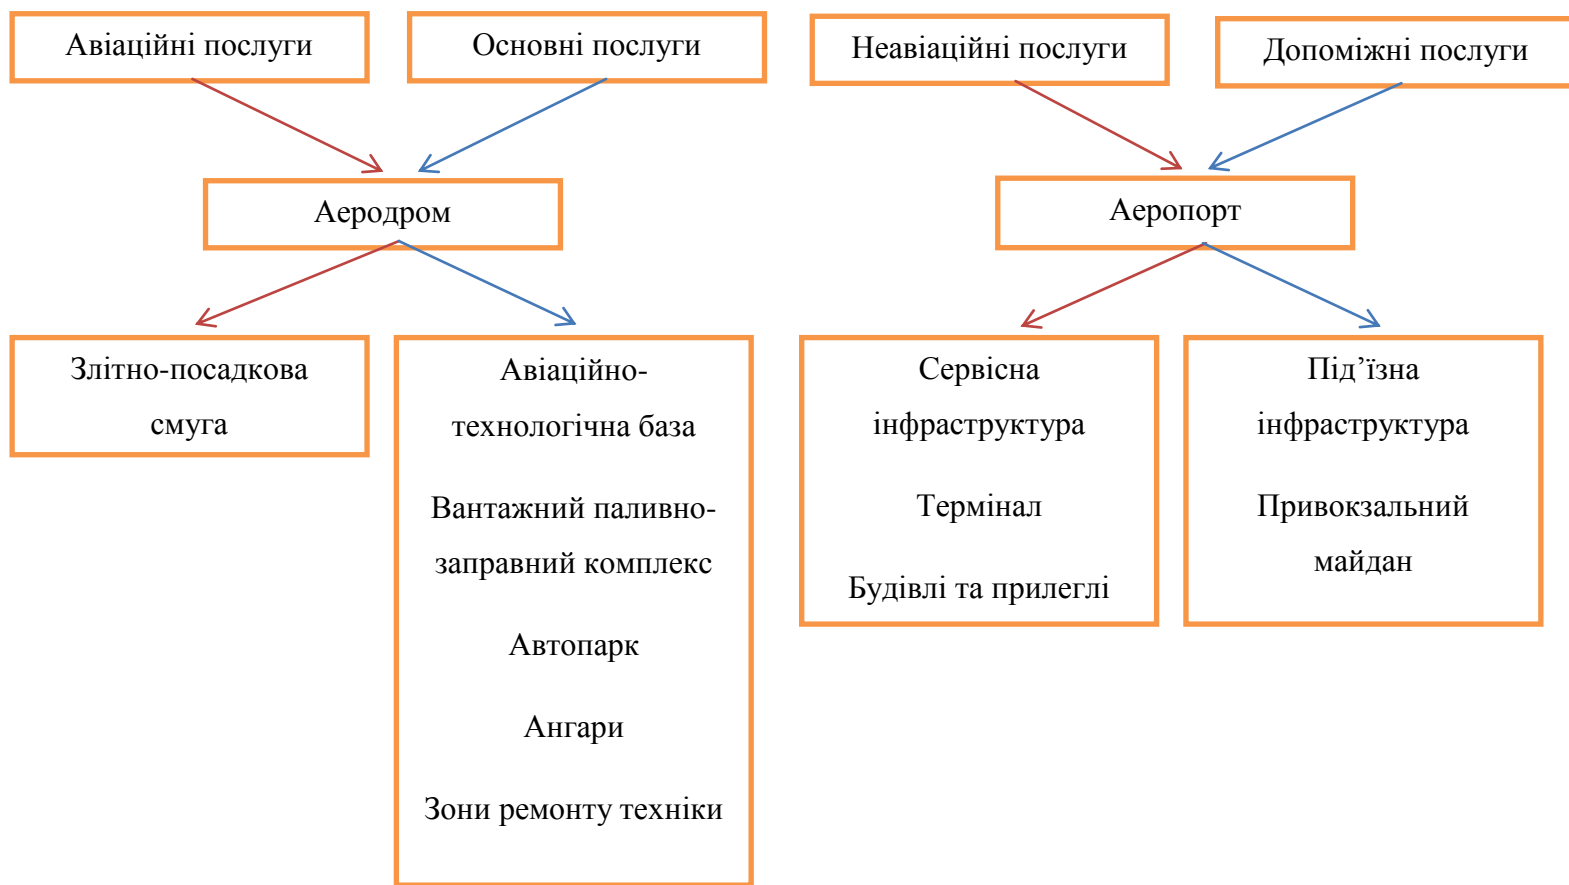 Авіаційні послуги
Основні послуги
Неавіаційні послуги
Допоміжні послуги
Аеродром
Аеропорт
Злітно-посадкова
смуга
Авіаційно-
технологічна база
Вантажний паливно-
заправний комплекс
Автопарк
Ангари
Зони ремонту техніки
Сервісна
інфраструктура
Термінал
Будівлі та прилеглі
Під’їзна
інфраструктура
Привокзальний
майдан